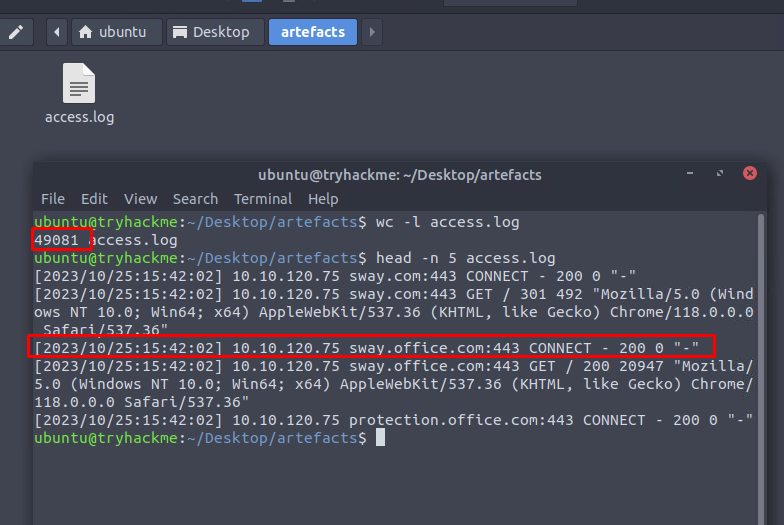 ubuntu Desktop artefacts
access.log
ubuntu@tryhackme: ~/Desktop/artefacts
File Edit View Search Terminal Help
ubuntu@tryhackme:~/Desktop/artefacts$ wc -l access.log
49081 access.log
ubuntu@tryhackme:~/Desktop/artefacts$ head -n 5 access.log
[2023/10/25:15:42:02] 10.10.120.75 sway.com:443 CONNECT - 200 0 "-"
[2023/10/25:15:42:02] 10.10.120.75 sway.com:443 GET / 301 492 "Mozilla/5.0 (Wind
ows NT 10.0; Win64; x64) AppleWebKit/537.36 (KHTML, like Gecko) Chrome/118.0.0.0
 Safari/537.36"
[2023/10/25:15:42:02] 10.10.120.75 sway.office.com:443 CONNECT - 200 0 "-"
[2023/10/25:15:42:02] 10.10.120.75 sway.office.com:443 GET / 200 20947 "Mozilla/
5.0 (Windows NT 10.0; Win64; x64) AppleWebKit/537.36 (KHTML, like Gecko) Chrome/
118.0.0.0 Safari/537.36"
[2023/10/25:15:42:02] 10.10.120.75 protection.office.com:443 CONNECT - 200 0 "-"
ubuntu@tryhackme:~/Desktop/artefacts$